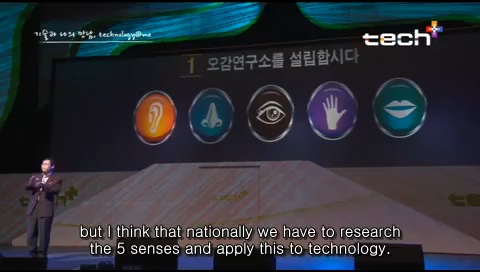 기술과 나의 만남, technology@me
tech+
1 오감연구소를 설립합시다
tech+
but I think that nationally we have to research
the 5 senses and apply this to technology.